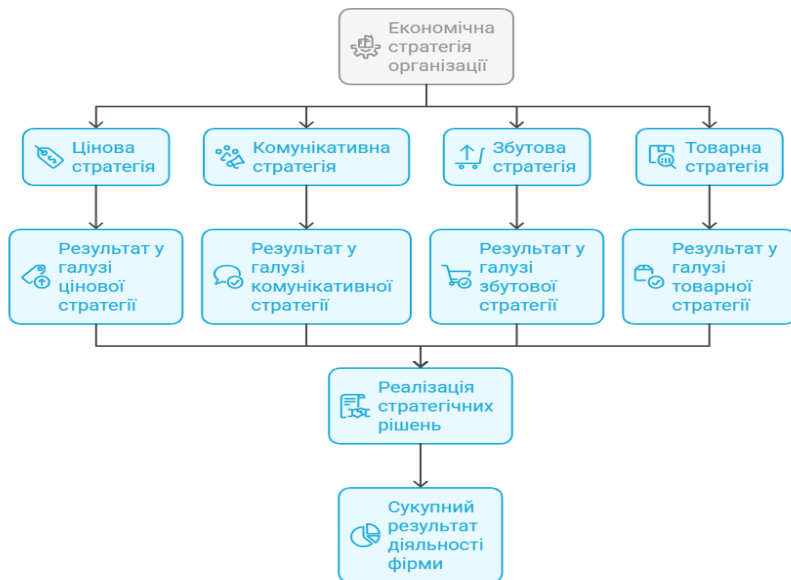 Економічна
стратегія
організації
Цінова
стратегія
Комунікативна
стратегія
Збутова
стратегія
Товарна
стратегія
Результат у
галузі
цінової
стратегії
Результат у
галузі
комунікативної
стратегії
Результат у
галузі
збутової
стратегії
Результат у
галузі
товарної
стратегії
Реалізація
стратегічних
рішень
Сукупний
результат
діяльності
фірми